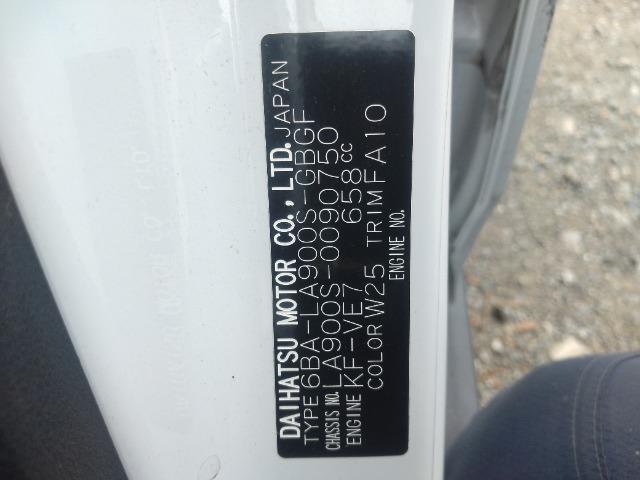 DAIHATSU MOTOR CO., LTD. JAPAN
TYPE 6BA-LA900S-GBGF
CHASSIS NO. LA900S-0090750
ENGINE KF-VE7 658CC
COLOR W25 TRIM FA10
ENGINE NO.